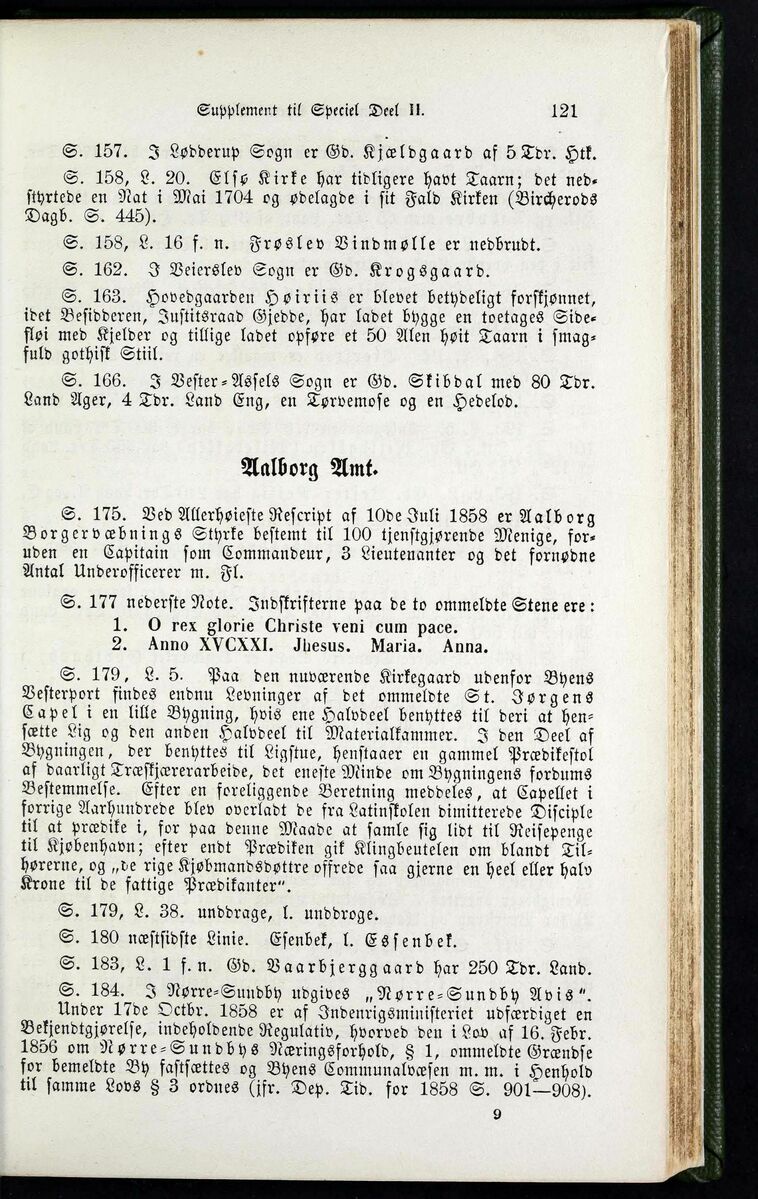 Supplement til Speciel Deel II. 121
S. 157. I Lødderup Sogn er Gd. Kjældgaard af 5 Tdr. Htk.
S. 158, L. 20. Elsø Kirke har tidligere havt Taarn; det ned-
styrtede en Nat i Mai 1704 og ødelagde i sit Fald Kirken (Bircherods
Dagb. S. 445).
S. 158, L. 16 f. n. Frøslev Vindmølle er nedbrudt.
S. 162. I Veierslev Sogn er Gd. Krogsgaard.
S. 163. Hovedgaarden Høiriis er blevet betydeligt forskjønnet,
idet Besidderen, Justitsraad Gjedde, har ladet bygge en toetages Side-
fløi med Kjelder og tillige ladet opføre et 50 Alen høit Taarn i smag-
fuld gothisk Stiil.
S. 166. I Vester-Assels Sogn er Gd. Skibdal med 80 Tdr.
Land Ager, 4 Tdr. Land Eng, en Tørvemose og en Hedelod.
Aalborg Amt.
S. 175. Ved Allerhøieste Rescript af 10de Juli 1858 er Aalborg
Borgervæbnings Styrke bestemt til 100 tjenstgjørende Menige, for-
uden en Capitain som Commandeur, 3 Lieutenanter og det fornødne
Antal Underofficerer m. Fl.
S. 177 nederste Note. Indskrifterne paa de to ommeldte Stene ere:
1. O rex glorie Christe veni cum pace.
2. Anno XVCXXI. Jhesus. Maria. Anna.
S. 179, L. 5. Paa den nuværende Kirkegaard udenfor Byens
Vesterport findes endnu Levninger af det ommeldte St. Jørgens
Capel i en lille Bygning, hvis ene Halvdeel benyttes til deri at hen-
sætte Lig og den anden Halvdeel til Materialkammer. I den Deel af
Bygningen, der benyttes til Ligstue, henstaaer en gammel Prædikestol
af daarligt Træskjærerarbeide, det eneste Minde om Bygningens fordums
Bestemmelse. Efter en foreliggende Beretning meddeles, at Capellet i
forrige Aarhundrede blev overladt de fra Latinskolen dimitterede Disciple
til at prædike i, for paa denne Maade at samle sig lidt til Reisepenge
til Kjøbenhavn; efter endt Prædiken gik Klingbeutelen om blandt Til-
hørerne, og „de rige Kjøbmandsdøttre offrede saa gjerne en heel eller halv
Krone til de fattige Prædikanter“.
S. 179, L. 38. unddrage, l. unddroge.
S. 180 næstsidste Linie. Esenbek, l. Essenbek.
S. 183, L. 1 f. n. Gd. Vaarbjerggaard har 250 Tdr. Land.
S. 184. I Nørre-Sundby udgives „Nørre-Sundby Avis“.
Under 17de Octbr. 1858 er af Indenrigsministeriet udfærdiget en
Bekjendtgjørelse, indeholdende Regulativ, hvorved den i Lov af 16. Febr.
1856 om Nørre-Sundbys Næringsforhold, § 1, ommeldte Grændse
for bemeldte By fastsættes og Byens Communalvæsen m. m. i Henhold
til samme Lovs § 3 ordnes (jfr. Dep. Tid. for 1858 S. 901—908).
9